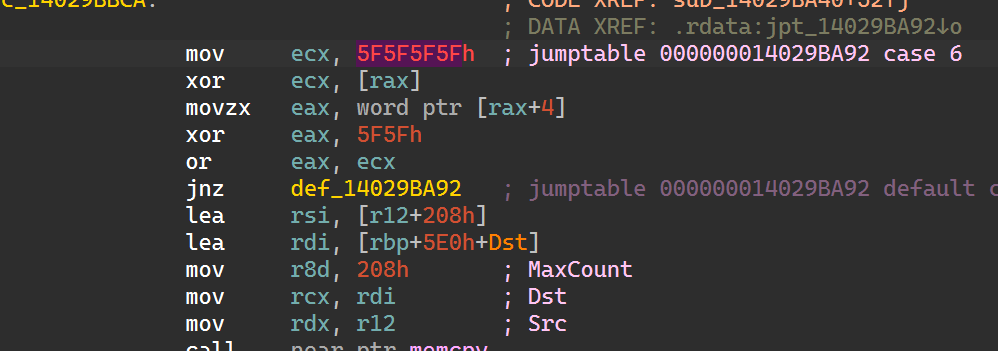 c_14029BBCA: ; CODE XREF: sub_14029BA40+52↑j
; DATA XREF: .rdata:jpt_14029BA92↓o
mov ecx, 5F5F5F5Fh ; jumptable 000000014029BA92 case 6
xor ecx, [rax]
movzx eax, word ptr [rax+4]
xor eax, 5F5Fh
or eax, ecx
jnz def_14029BA92 ; jumptable 000000014029BA92 default c
lea rsi, [r12+208h]
lea rdi, [rbp+5E0h+Dst]
mov r8d, 208h ; MaxCount
mov rcx, rdi ; Dst
mov rdx, r12 ; Src
call near ptr memcpy